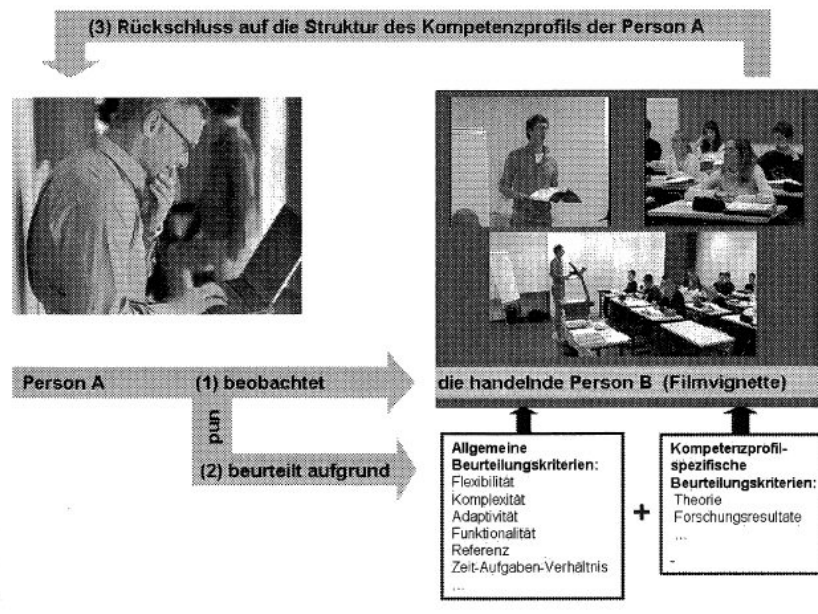 (3) Rückschluss auf die Struktur des Kompetenzprofils der Person A
Person A (1) beobachtet
die handelnde Person B (Filmvignette)
und
(2) beurteilt aufgrund
Allgemeine
Beurteilungskriterien:
Flexibilität
Komplexität
Adaptivität
Funktionalität
Referenz
Zeit-Aufgaben-Verhältnis
...
+
Kompetenzprofil-
spezifische
Beurteilungskriterien:
Theorie
Forschungsresultate
...
-